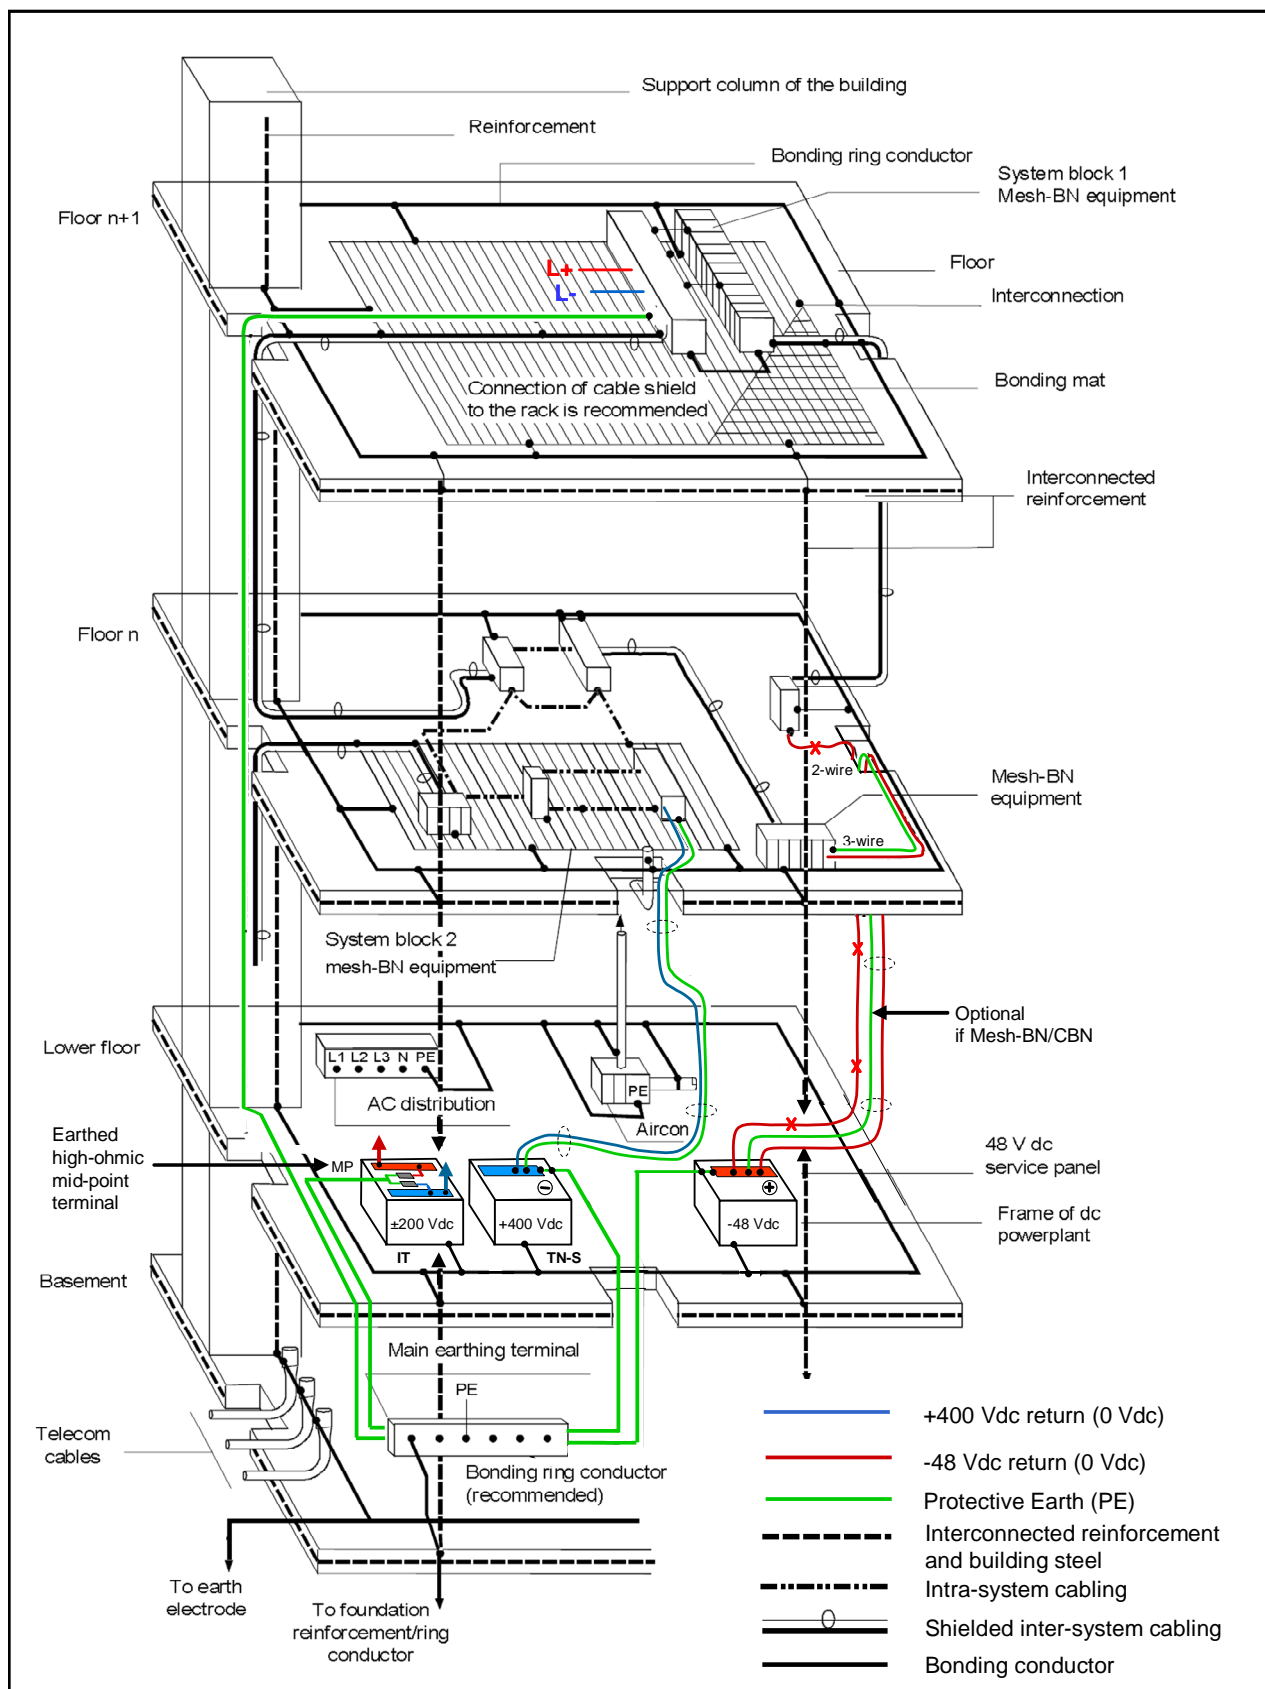 Support column of the building
Reinforcement
Bonding ring conductor
System block 1
Mesh-BN equipment
Floor n+1
Floor
L+
L-
Interconnection
Connection of cable shield
to the rack is recommended
Bonding mat
Interconnected
reinforcement
Floor n
2-wire
Mesh-BN
equipment
3-wire
System block 2
mesh-BN equipment
Optional
if Mesh-BN/CBN
Lower floor
L1 L2 L3 N PE
PE
AC distribution
Aircon
Earthed
high-ohmic
mid-point
terminal
MP
48 V dc
service panel
±200 Vdc
+400 Vdc
-48 Vdc
Frame of dc
powerplant
IT
TN-S
Basement
Main earthing terminal
PE
Telecom
cables
Bonding ring conductor
(recommended)
To earth
electrode
To foundation
reinforcement/ring
conductor
+400 Vdc return (0 Vdc)
-48 Vdc return (0 Vdc)
Protective Earth (PE)
Interconnected reinforcement
and building steel
Intra-system cabling
Shielded inter-system cabling
Bonding conductor